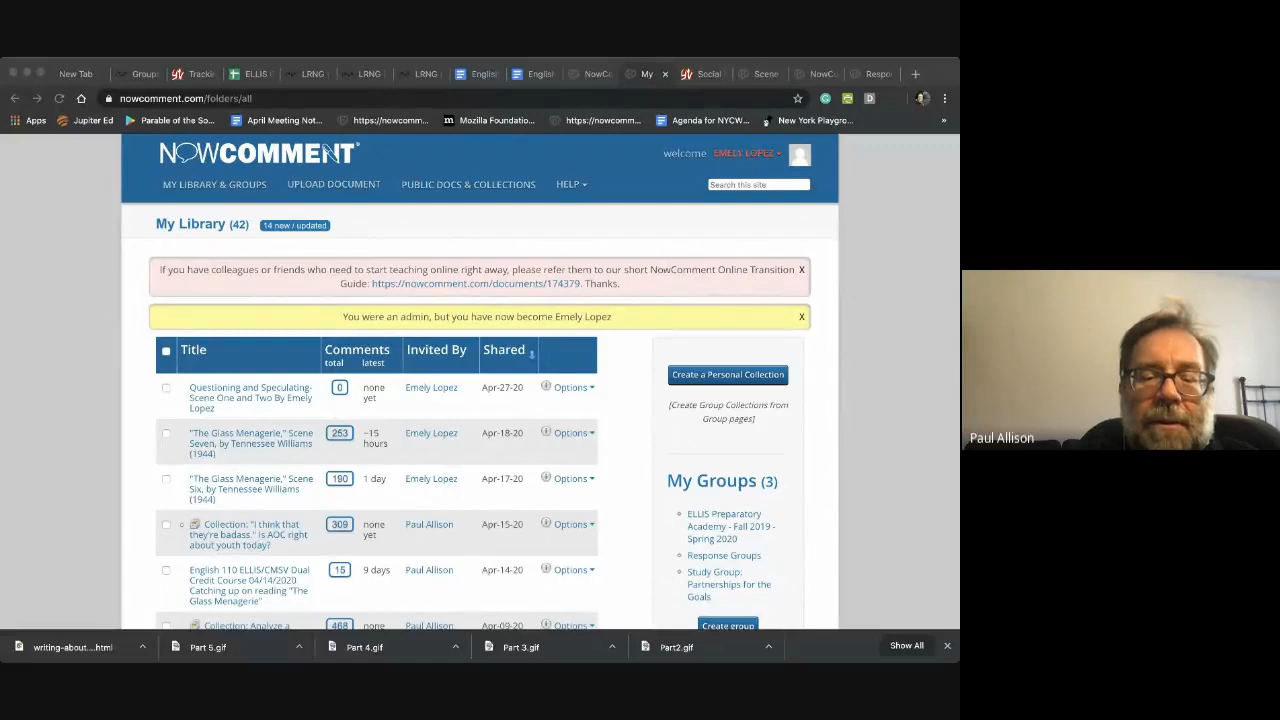 New Tab
Group
Tracki
ELLIS
LRNG
LRNG
LRNG
English
English
NowCo
My
Social
Scene
NowCo
Respo
nowcomment.com/folders/all
Apps
Jupiter Ed
Parable of the So...
April Meeting Not...
https://nowcomm...
Mozilla Foundatio...
https://nowcomm...
Agenda for NYCW...
New York Playgro...
»
NOWCOMMENT®
welcome EMELY LOPEZ
MY LIBRARY & GROUPS
UPLOAD DOCUMENT
PUBLIC DOCS & COLLECTIONS
HELP
Search this site
My Library (42)
14 new / updated
If you have colleagues or friends who need to start teaching online right away, please refer them to our short NowComment Online Transition
X
Guide: https://nowcomment.com/documents/174379. Thanks.
You were an admin, but you have now become Emely Lopez
X
Title
Comments
total latest
Invited By
Shared
Questioning and Speculating-
Scene One and Two By Emely
Lopez
0
none
yet
Emely Lopez
Apr-27-20
Options
"The Glass Menagerie," Scene
Seven, by Tennessee Williams
(1944)
253
~15
hours
Emely Lopez
Apr-18-20
Options
"The Glass Menagerie," Scene
Six, by Tennessee Williams
(1944)
190
1 day
Emely Lopez
Apr-17-20
Options
Collection: "I think that
they're badass." Is AOC right
about youth today?
309
none
yet
Paul Allison
Apr-15-20
Options
English 110 ELLIS/CMSV Dual
Credit Course 04/14/2020
Catching up on reading "The
Glass Menagerie"
15
9 days
Paul Allison
Apr-14-20
Options
Collection: Analyze a
468
none
Paul Allison
Apr-09-20
Options
Create a Personal Collection
[Create Group Collections from
Group pages]
My Groups (3)
ELLIS Preparatory
Academy - Fall 2019 -
Spring 2020
Response Groups
Study Group:
Partnerships for the
Goals
Create group
writing-about....html
Part 5.gif
Part 4.gif
Part 3.gif
Part2.gif
Show All
Paul Allison